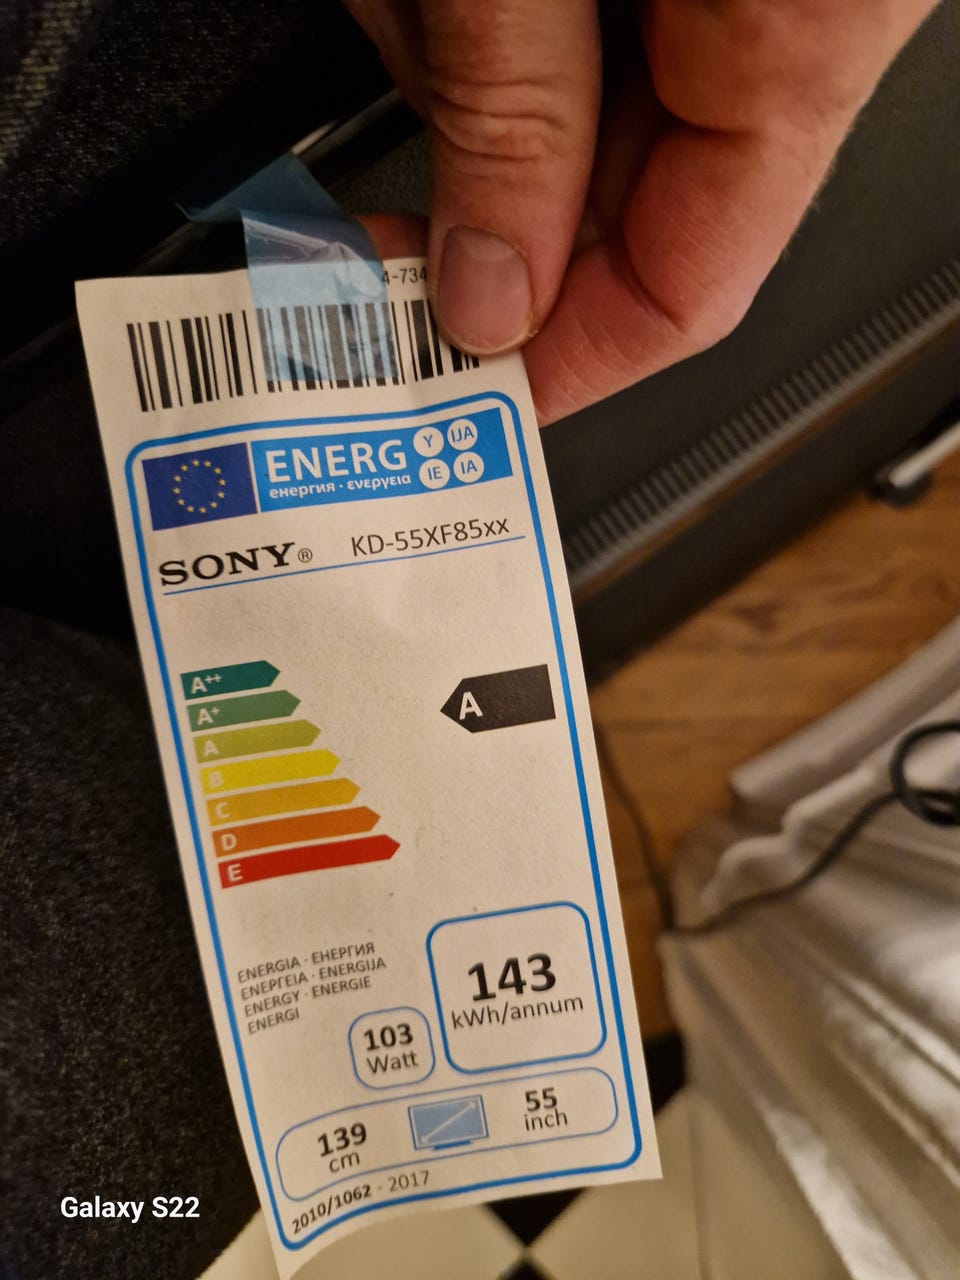 4-734
ENERG Y IJA
IE IA
енергия · ενεργεια
SONY® KD-55XF85xx
A++
A+
A
A
B
C
D
E
ENERGIA · ЕНЕРГИЯ
ΕΝΕΡΓΕΙΑ · ENERGIJA
ENERGY · ENERGIE
ENERGI
143
kWh/annum
103
Watt
139
cm
55
inch
2010/1062 - 2017
Galaxy S22